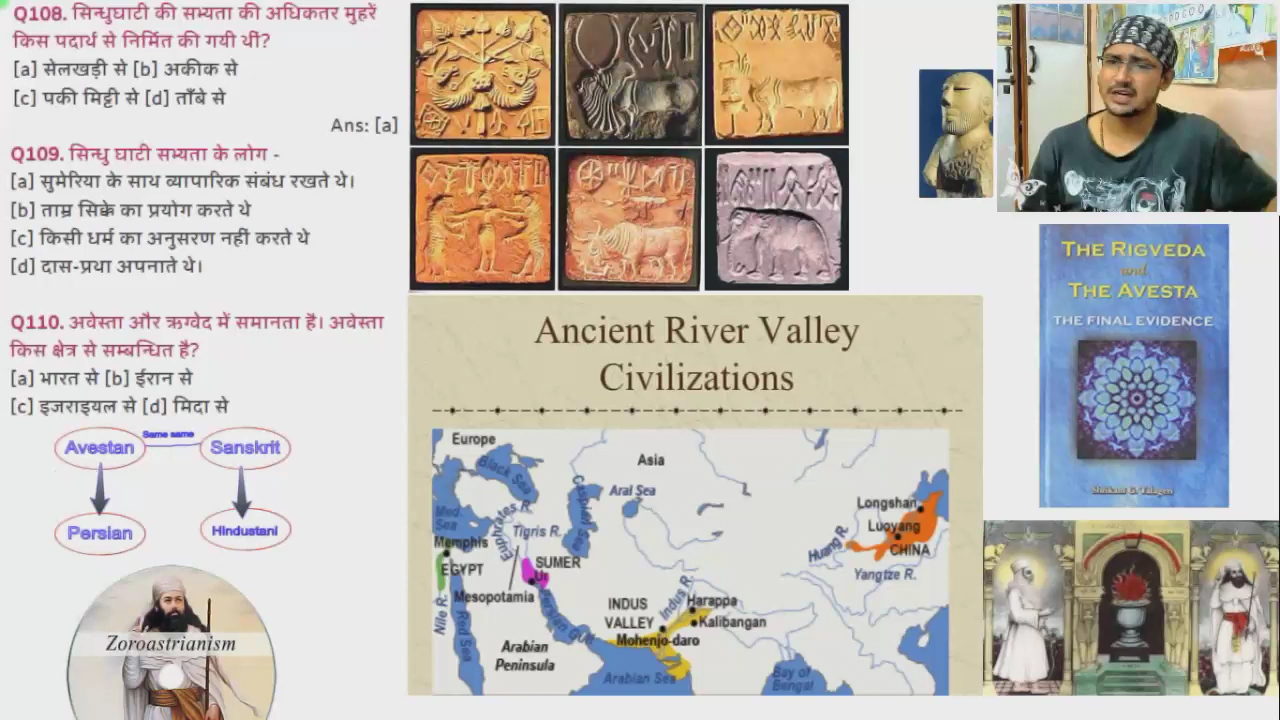 Q108. सिन्धुघाटी की सभ्यता की अधिकतर मुहरें
किस पदार्थ से निर्मित की गयी थीं?
[a] सेलखड़ी से [b] अकीक से
[c] पकी मिट्टी से [d] ताँबे से
Ans: [a]
Q109. सिन्धु घाटी सभ्यता के लोग -
[a] सुमेरिया के साथ व्यापारिक संबंध रखते थे।
[b] ताम्र सिक्के का प्रयोग करते थे
[c] किसी धर्म का अनुसरण नहीं करते थे
[d] दास-प्रथा अपनाते थे।
Q110. अवेस्ता और ऋग्वेद में समानता है। अवेस्ता
किस क्षेत्र से सम्बन्धित है?
[a] भारत से [b] ईरान से
[c] इजराइयल से [d] मिदा से
Avestan
Same same
Sanskrit
Persian
Hindustani
Zoroastrianism
Ancient River Valley
Civilizations
Europe
Asia
Black Sea
Caspian Sea
Aral Sea
Med
Sea
Euphrates R.
Tigris R.
Memphis
EGYPT
SUMER
Ur
Mesopotamia
Nile R.
Red Sea
Persian Gulf
Arabian
Peninsula
INDUS
VALLEY
Indus R.
Harappa
Kalibangan
Mohenjo-daro
Arabian Sea
Bay of
Bengal
Longshan
Luoyang
CHINA
Huang R.
Yangtze R.
THE RIGVEDA
and
THE AVESTA
THE FINAL EVIDENCE
Shrikant G. Talageri